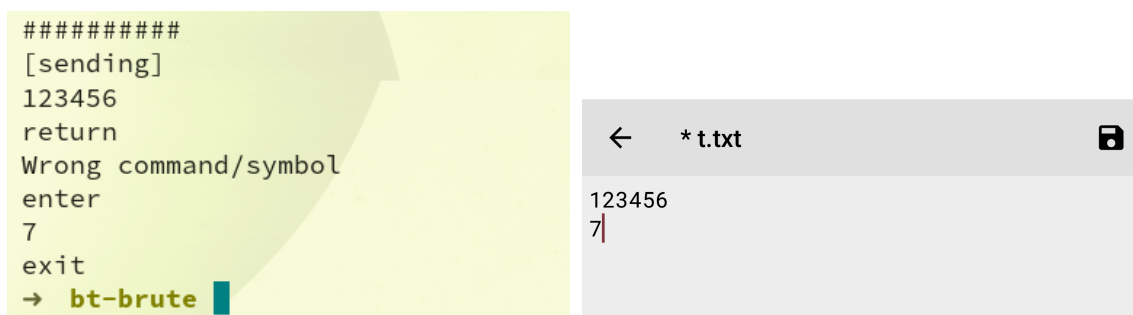 ##########
[sending]
123456
return
Wrong command/symbol
enter
7
exit
→ bt-brute
* t.txt
123456
7